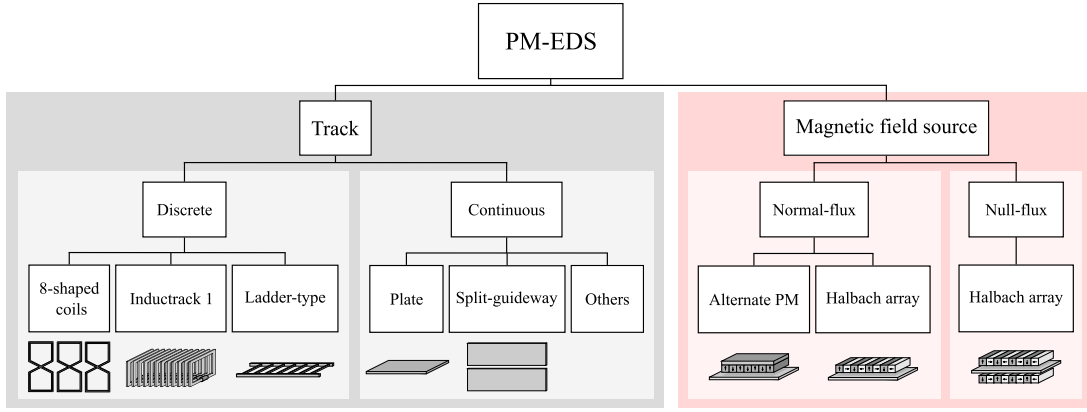 PM-EDS
Track
Magnetic field source
Discrete
Continuous
Normal-flux
Null-flux
8-shaped
coils
Inductrack 1
Ladder-type
Plate
Split-guideway
Others
Alternate PM
Halbach array
Halbach array